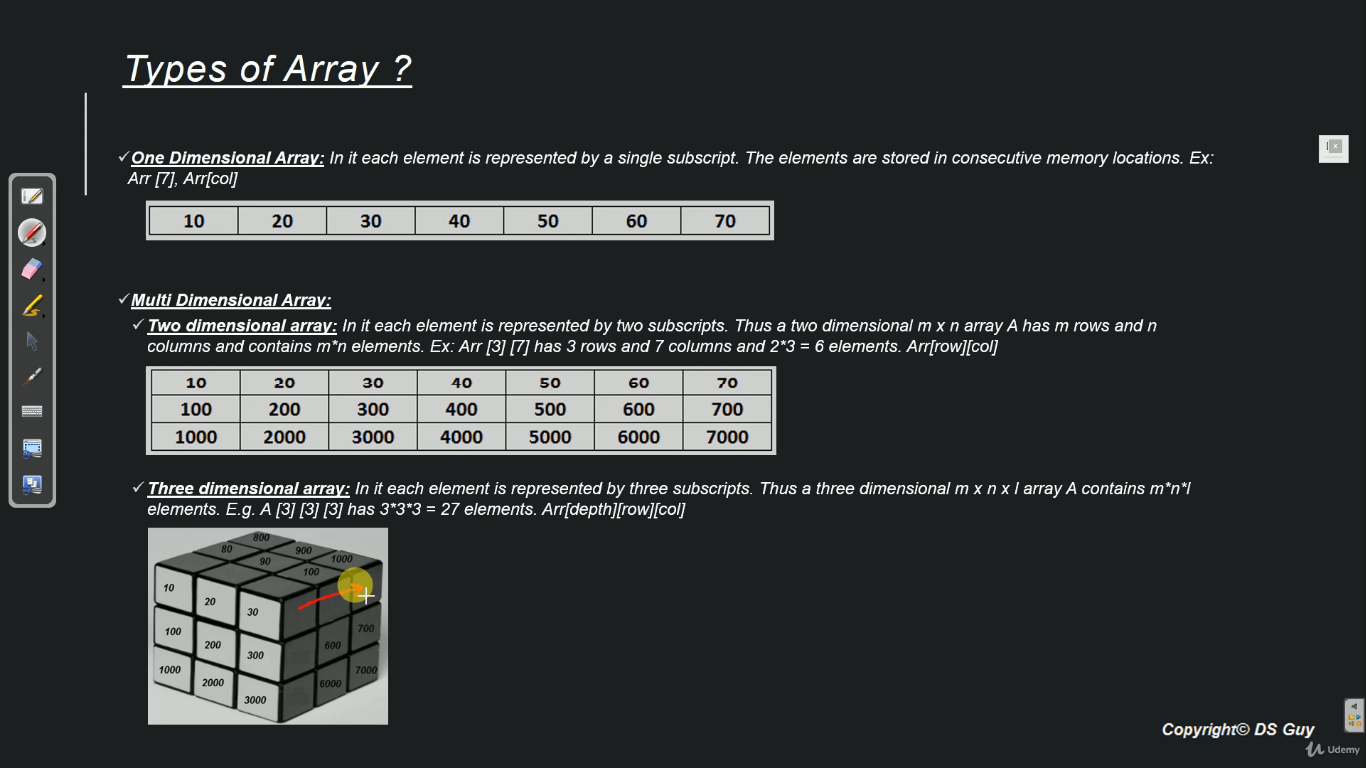 Types of Array ?
✓One Dimensional Array: In it each element is represented by a single subscript. The elements are stored in consecutive memory locations. Ex:
Arr [7], Arr[col]
10 20 30 40 50 60 70
✓Multi Dimensional Array:
✓Two dimensional array: In it each element is represented by two subscripts. Thus a two dimensional m x n array A has m rows and n
columns and contains m*n elements. Ex: Arr [3] [7] has 3 rows and 7 columns and 2*3 = 6 elements. Arr[row][col]
10 20 30 40 50 60 70
100 200 300 400 500 600 700
1000 2000 3000 4000 5000 6000 7000
✓Three dimensional array: In it each element is represented by three subscripts. Thus a three dimensional m x n x l array A contains m*n*l
elements. E.g. A [3] [3] [3] has 3*3*3 = 27 elements. Arr[depth][row][col]
800
80 900
90 1000
100
10 20 30
100 200 300 600 700
1000 2000 3000 6000 7000
Copyright© DS Guy
Udemy